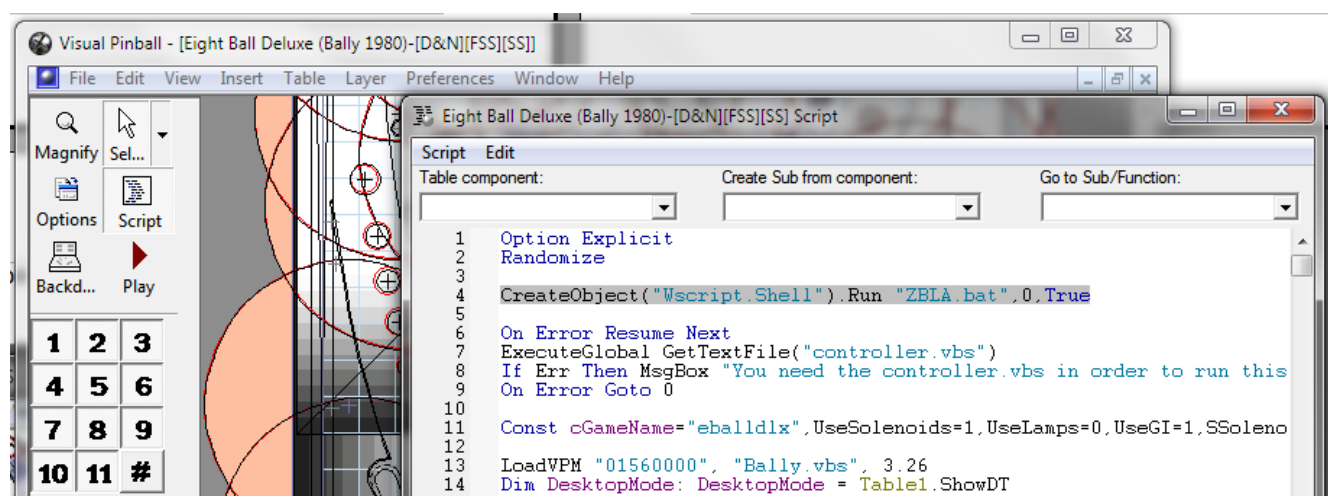 Visual Pinball - [Eight Ball Deluxe (Bally 1980)-[D&N][FSS][SS]]
File Edit View Insert Table Layer Preferences Window Help
Magnify Sel...
Options Script
Backd... Play
1 2 3
4 5 6
7 8 9
10 11 #
Eight Ball Deluxe (Bally 1980)-[D&N][FSS][SS] Script
Script Edit
Table component: Create Sub from component: Go to Sub/Function:
1 Option Explicit
2 Randomize
3
4 CreateObject("Wscript.Shell").Run "ZBLA.bat",0,True
5
6 On Error Resume Next
7 ExecuteGlobal GetTextFile("controller.vbs")
8 If Err Then MsgBox "You need the controller.vbs in order to run this
9 On Error Goto 0
10
11 Const cGameName="eballdlx",UseSolenoids=1,UseLamps=0,UseGI=1,SSoleno
12
13 LoadVPM "01560000", "Bally.vbs", 3.26
14 Dim DesktopMode: DesktopMode = Table1.ShowDT